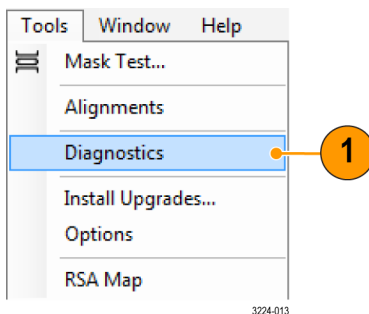 Tools Window Help
Mask Test...
Alignments
Diagnostics
1
Install Upgrades...
Options
RSA Map
3224-013